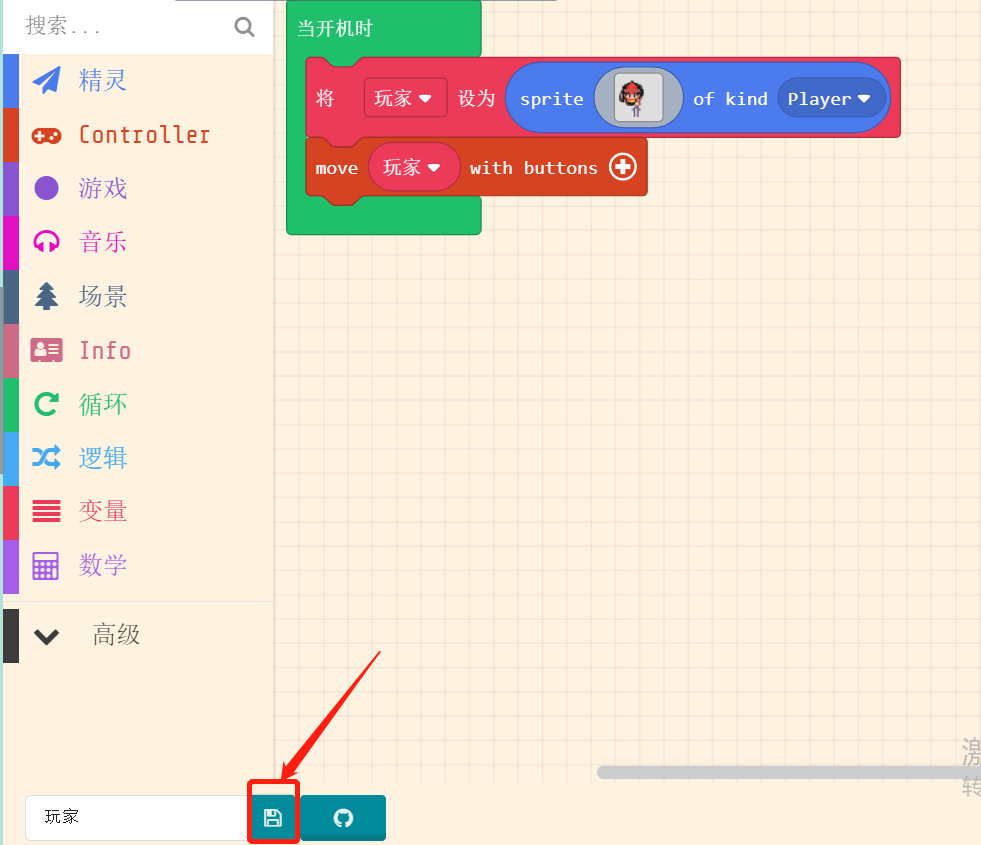 搜索...
精灵
Controller
游戏
音乐
场景
Info
循环
逻辑
变量
数学
高级
当开机时
将 玩家 设为 sprite of kind Player
move 玩家 with buttons
激
转
玩家